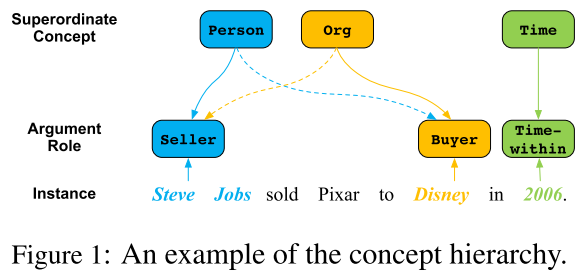 Superordinate Concept Person Org Time
Argument Role Seller Buyer Time-within
Instance Steve Jobs sold Pixar to Disney in 2006.
Figure 1: An example of the concept hierarchy.